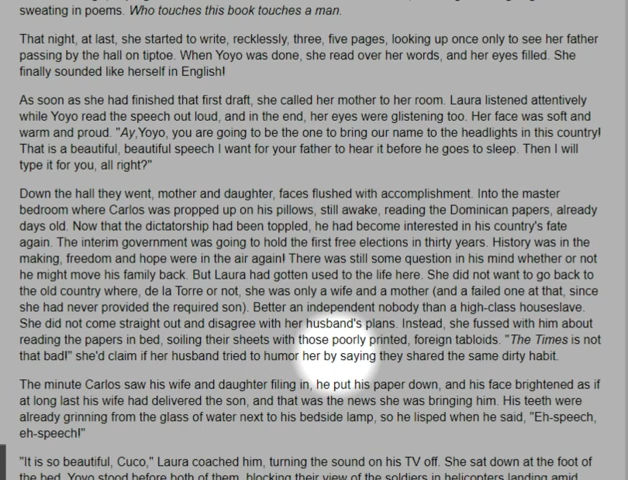 sweating in poems. Who touches this book touches a man.
That night, at last, she started to write, recklessly, three, five pages, looking up once only to see her father
passing by the hall on tiptoe. When Yoyo was done, she read over her words, and her eyes filled. She
finally sounded like herself in English!
As soon as she had finished that first draft, she called her mother to her room. Laura listened attentively
while Yoyo read the speech out loud, and in the end, her eyes were glistening too. Her face was soft and
warm and proud. "Ay,Yoyo, you are going to be the one to bring our name to the headlights in this country!
That is a beautiful, beautiful speech I want for your father to hear it before he goes to sleep. Then I will
type it for you, all right?"
Down the hall they went, mother and daughter, faces flushed with accomplishment. Into the master
bedroom where Carlos was propped up on his pillows, still awake, reading the Dominican papers, already
days old. Now that the dictatorship had been toppled, he had become interested in his country's fate
again. The interim government was going to hold the first free elections in thirty years. History was in the
making, freedom and hope were in the air again! There was still some question in his mind whether or not
he might move his family back. But Laura had gotten used to the life here. She did not want to go back to
the old country where, de la Torre or not, she was only a wife and a mother (and a failed one at that, since
she had never provided the required son). Better an independent nobody than a high-class houseslave.
She did not come straight out and disagree with her husband's plans. Instead, she fussed with him about
reading the papers in bed, soiling their sheets with those poorly printed, foreign tabloids. "The Times is not
that bad!" she'd claim if her husband tried to humor her by saying they shared the same dirty habit.
The minute Carlos saw his wife and daughter filing in, he put his paper down, and his face brightened as if
at long last his wife had delivered the son, and that was the news she was bringing him. His teeth were
already grinning from the glass of water next to his bedside lamp, so he lisped when he said, "Eh-speech,
eh-speech!"
"It is so beautiful, Cuco," Laura coached him, turning the sound on his TV off. She sat down at the foot of
the bed. Yoyo stood before both of them, blocking their view of the soldiers in helicopters landing amid